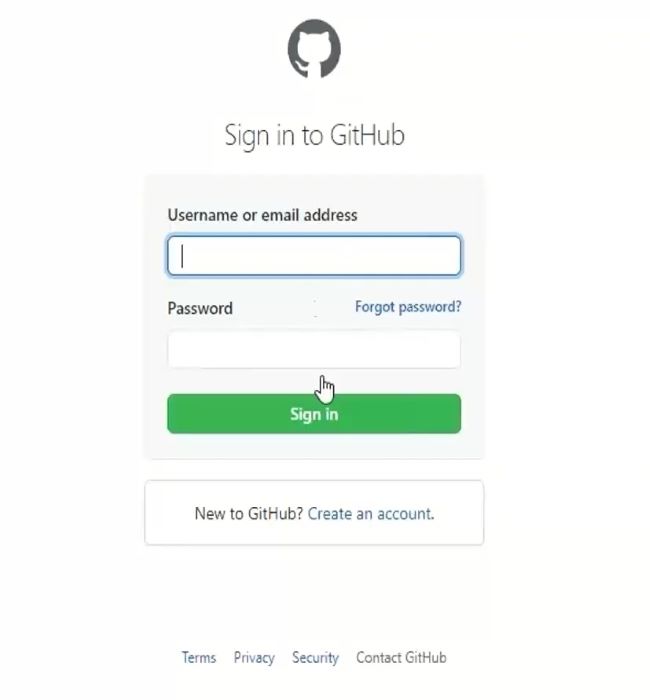 Sign in to GitHub
Username or email address
Password Forgot password?
Sign in
New to GitHub? Create an account.
Terms Privacy Security Contact GitHub